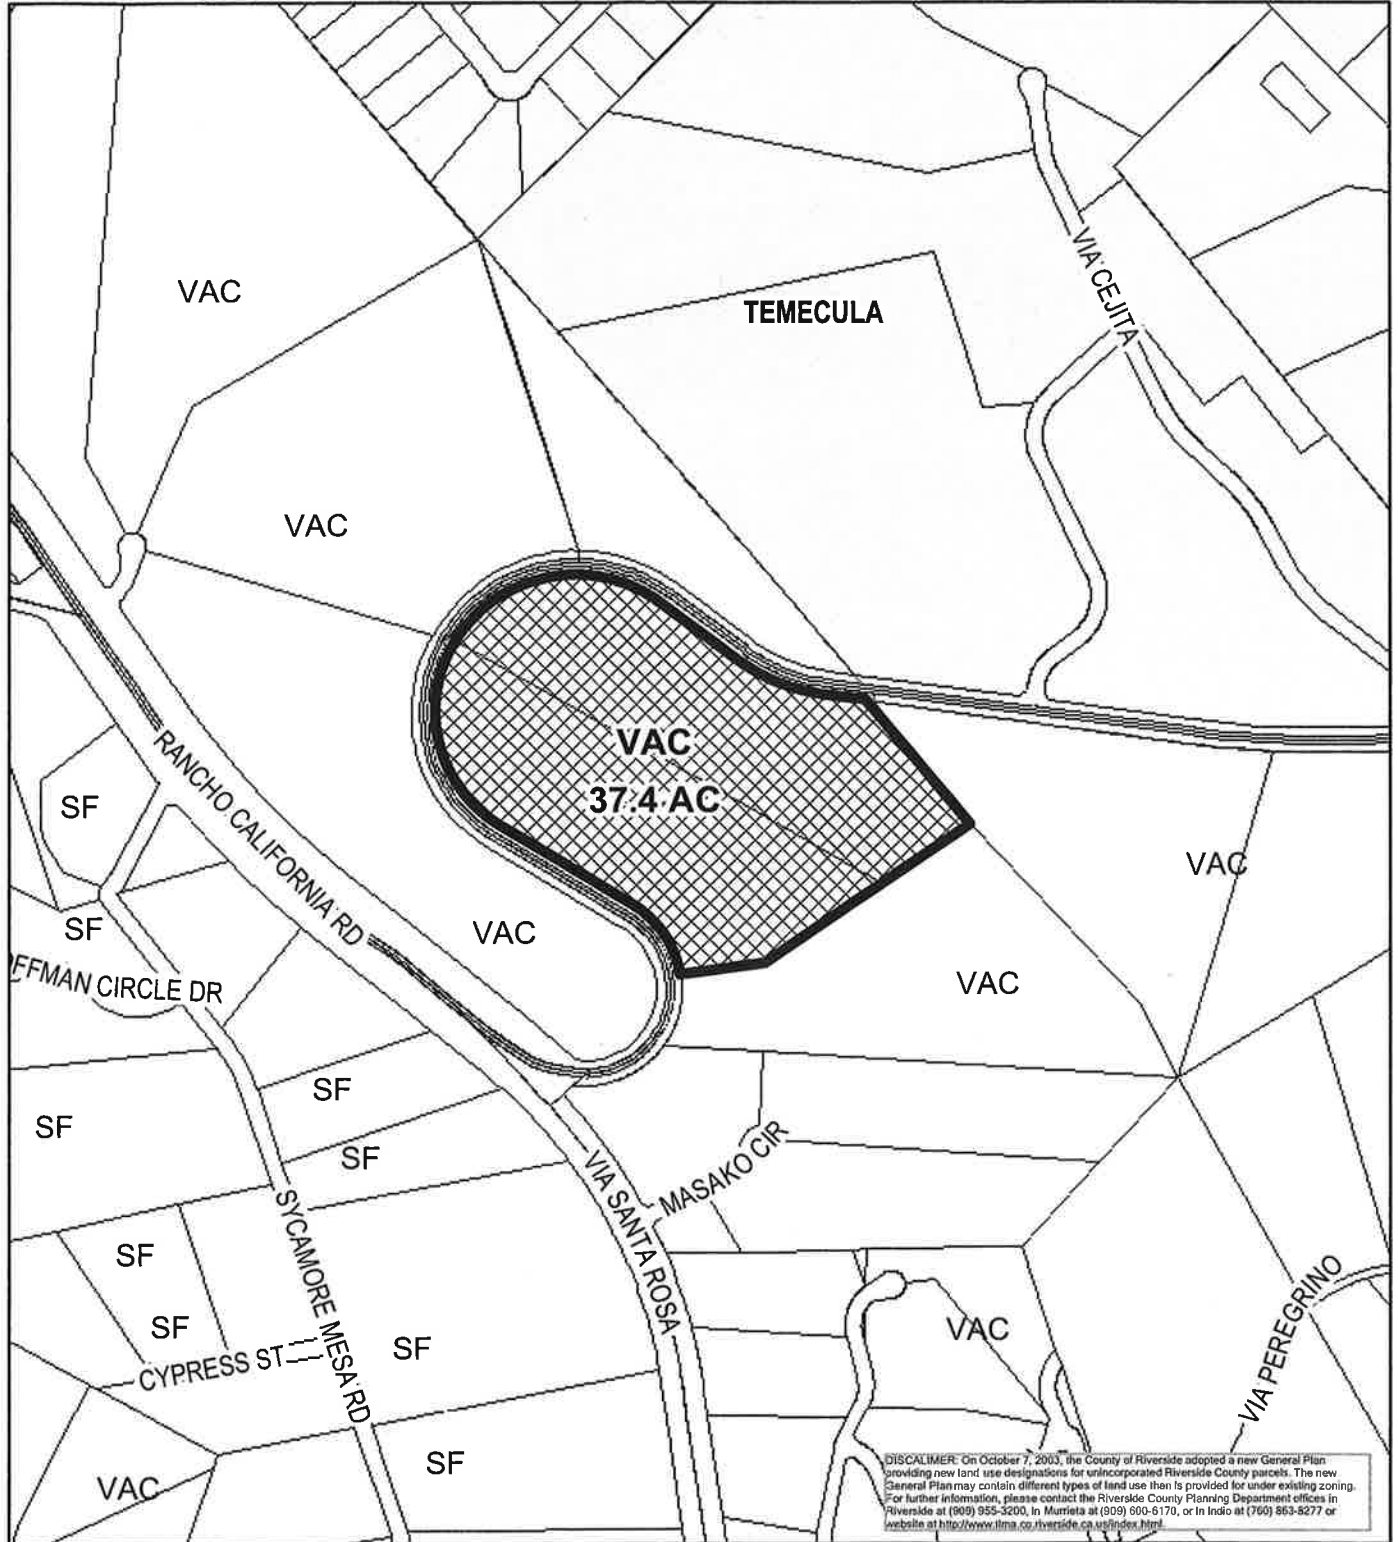 VAC
TEMECULA
VIA CEJITA
VAC
VAC
37.4 AC
RANCHO CALIFORNIA RD
SF
VAC
SF
VAC
VAC
FFMAN CIRCLE DR
SF
SF
SF
MASAKO CIR
VIA SANTA ROSA
SYCAMORE MESA RD
SF
SF
SF
VAC
VIA PEREGRINO
CYPRESS ST
SF
VAC
DISCALIMER: On October 7, 2003, the County of Riverside adopted a new General Plan
providing new land use designations for unincorporated Riverside County parcels. The new
General Plan may contain different types of land use then is provided for under existing zoning.
For further information, please contact the Riverside County Planning Department offices in
Riverside at (909) 955-3200, in Murrieta at (909) 600-6170, or in Indio at (760) 863-8277 or
website at http://www.tlma.co.riverside.ca.us/index.html.